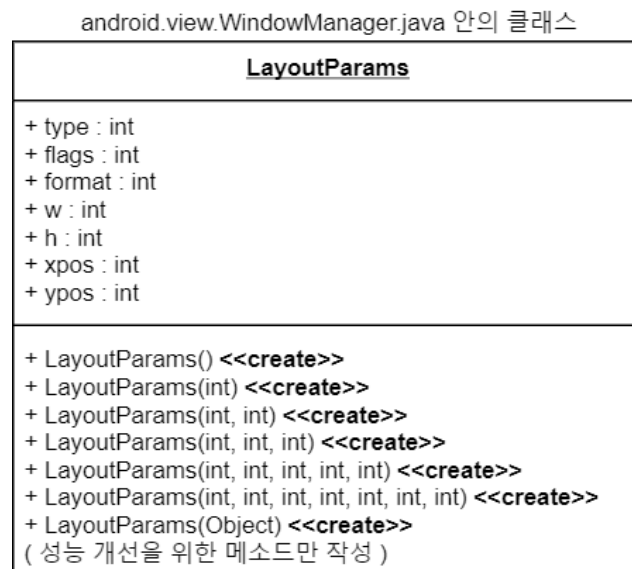 android.view.WindowManager.java 안의 클래스
LayoutParams
+ type : int
+ flags : int
+ format : int
+ w : int
+ h : int
+ xpos : int
+ ypos : int
+ LayoutParams() <<create>>
+ LayoutParams(int) <<create>>
+ LayoutParams(int, int) <<create>>
+ LayoutParams(int, int, int) <<create>>
+ LayoutParams(int, int, int, int, int) <<create>>
+ LayoutParams(int, int, int, int, int, int, int) <<create>>
+ LayoutParams(Object) <<create>>
( 성능 개선을 위한 메소드만 작성 )